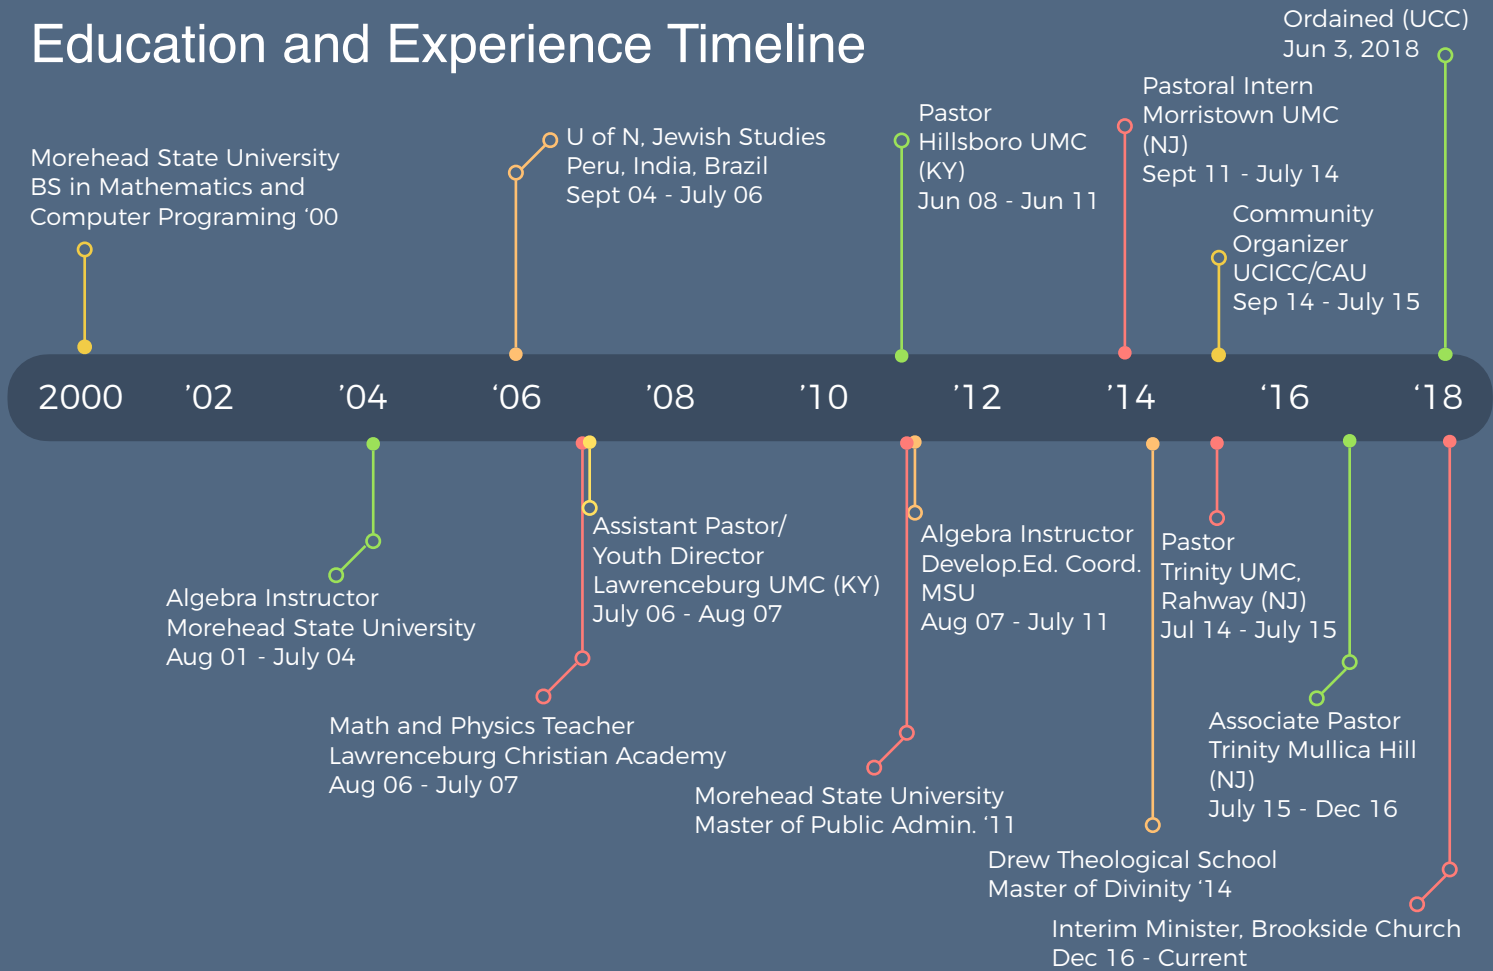 Education and Experience Timeline
Ordained (UCC)
Jun 3, 2018
Morehead State University
BS in Mathematics and
Computer Programing ‘00
U of N, Jewish Studies
Peru, India, Brazil
Sept 04 - July 06
Pastor
Hillsboro UMC
(KY)
Jun 08 - Jun 11
Pastoral Intern
Morristown UMC
(NJ)
Sept 11 - July 14
Community
Organizer
UCICC/CAU
Sep 14 - July 15
2000 ’02 ’04 ‘06 ’08 ’10 ’12 ’14 ‘16 ‘18
Algebra Instructor
Morehead State University
Aug 01 - July 04
Assistant Pastor/
Youth Director
Lawrenceburg UMC (KY)
July 06 - Aug 07
Math and Physics Teacher
Lawrenceburg Christian Academy
Aug 06 - July 07
Algebra Instructor
Develop.Ed. Coord.
MSU
Aug 07 - July 11
Morehead State University
Master of Public Admin. ‘11
Pastor
Trinity UMC,
Rahway (NJ)
Jul 14 - July 15
Drew Theological School
Master of Divinity ‘14
Associate Pastor
Trinity Mullica Hill
(NJ)
July 15 - Dec 16
Interim Minister, Brookside Church
Dec 16 - Current